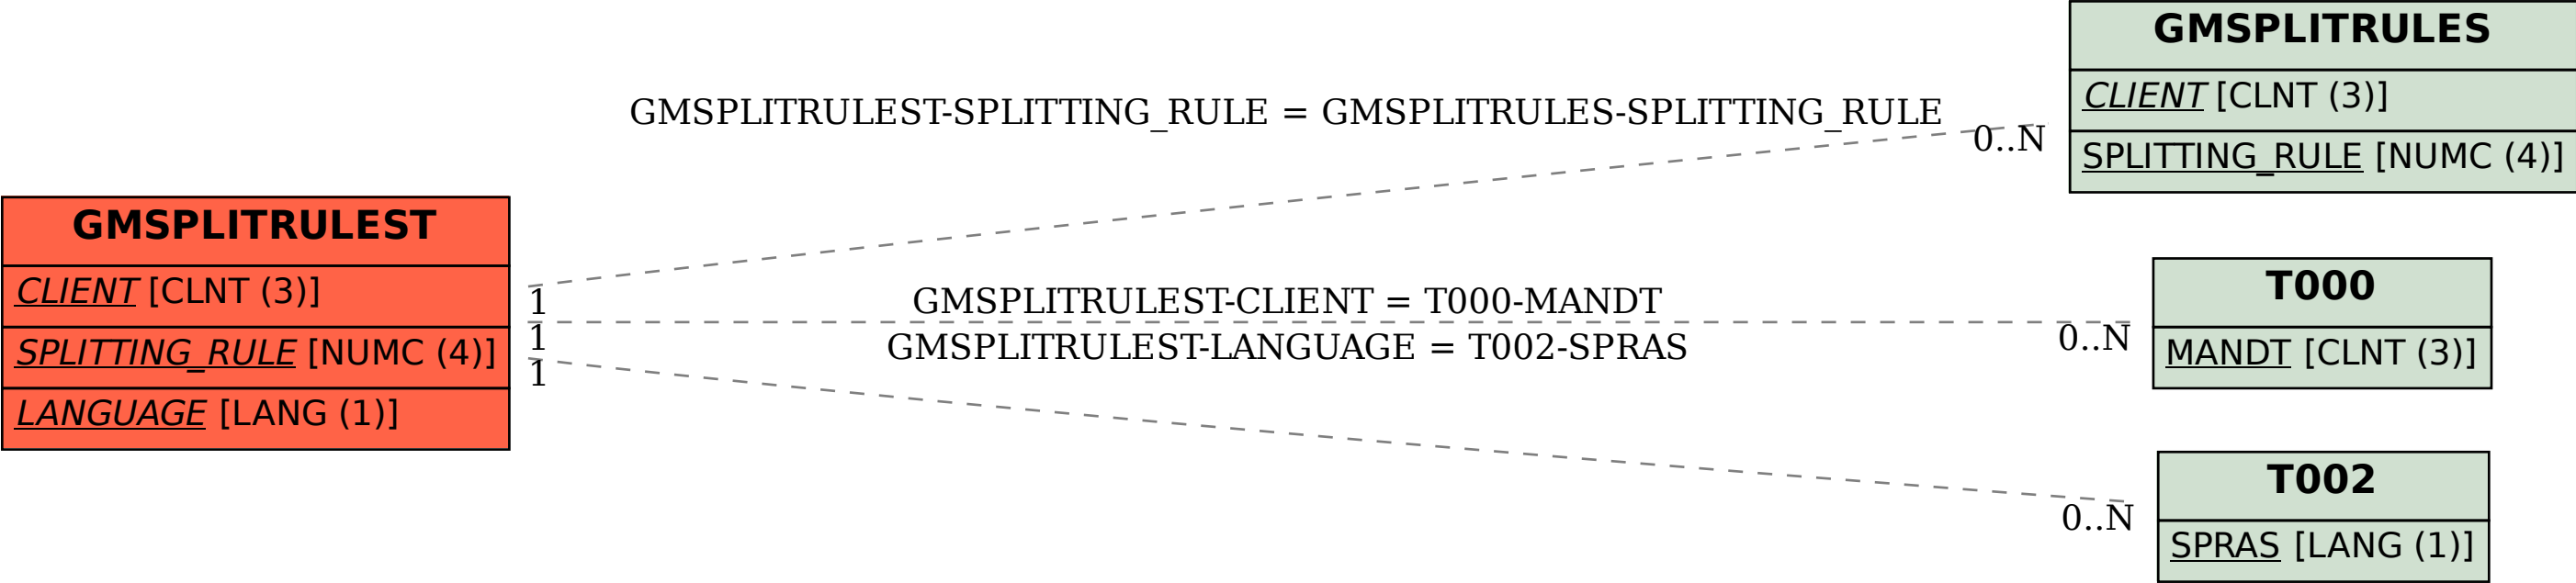 GMSPLITRULES
CLIENT [CLNT (3)]
SPLITTING_RULE [NUMC (4)]
GMSPLITRULEST-SPLITTING_RULE = GMSPLITRULES-SPLITTING_RULE
0..N
GMSPLITRULEST
CLIENT [CLNT (3)]
SPLITTING_RULE [NUMC (4)]
LANGUAGE [LANG (1)]
1
1
1
GMSPLITRULEST-CLIENT = T000-MANDT
0..N
GMSPLITRULEST-LANGUAGE = T002-SPRAS
0..N
T000
MANDT [CLNT (3)]
T002
SPRAS [LANG (1)]